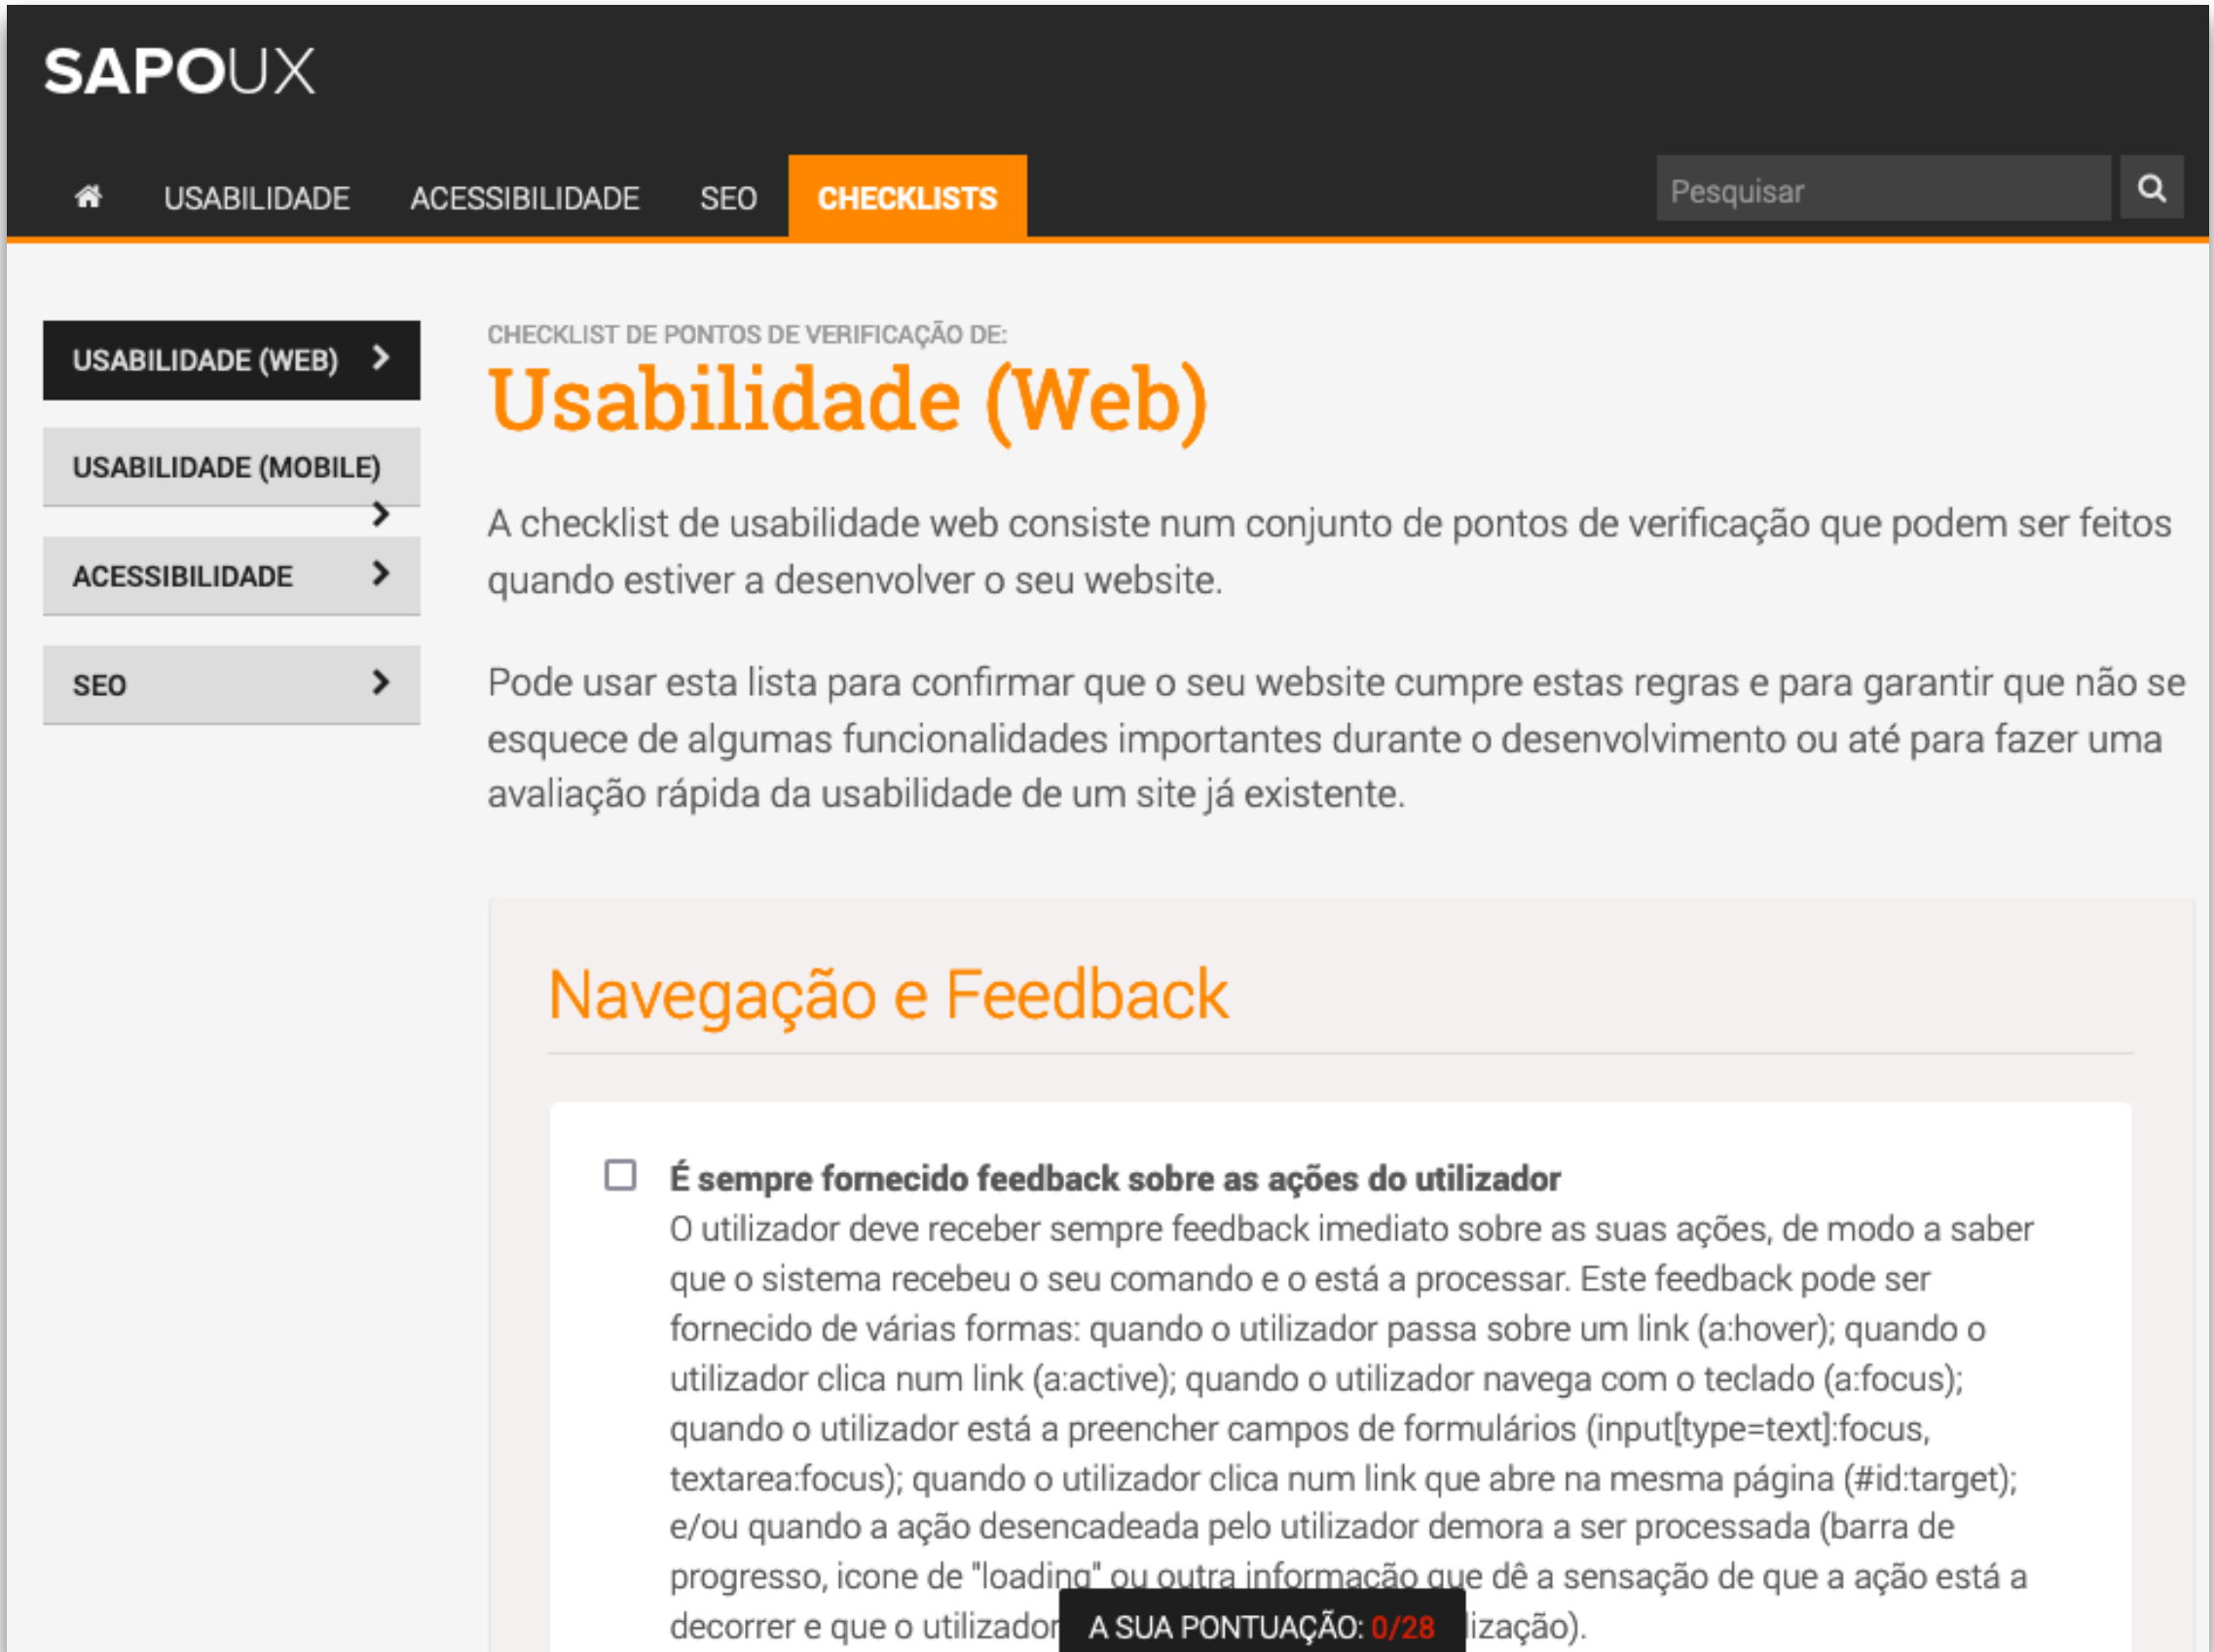 SAPOUX
USABILIDADE ACESSIBILIDADE SEO CHECKLISTS Pesquisar
USABILIDADE (WEB)
USABILIDADE (MOBILE)
ACESSIBILIDADE
SEO
CHECKLIST DE PONTOS DE VERIFICAÇÃO DE:
Usabilidade (Web)
A checklist de usabilidade web consiste num conjunto de pontos de verificação que podem ser feitos
quando estiver a desenvolver o seu website.
Pode usar esta lista para confirmar que o seu website cumpre estas regras e para garantir que não se
esquece de algumas funcionalidades importantes durante o desenvolvimento ou até para fazer uma
avaliação rápida da usabilidade de um site já existente.
Navegação e Feedback
É sempre fornecido feedback sobre as ações do utilizador
O utilizador deve receber sempre feedback imediato sobre as suas ações, de modo a saber
que o sistema recebeu o seu comando e o está a processar. Este feedback pode ser
fornecido de várias formas: quando o utilizador passa sobre um link (a:hover); quando o
utilizador clica num link (a:active); quando o utilizador navega com o teclado (a:focus);
quando o utilizador está a preencher campos de formulários (input[type=text]:focus,
textarea:focus); quando o utilizador clica num link que abre na mesma página (#id:target);
e/ou quando a ação desencadeada pelo utilizador demora a ser processada (barra de
progresso, icone de "loading" ou outra informação que dê a sensação de que a ação está a
decorrer e que o utilizador lização).
A SUA PONTUAÇÃO: 0/28